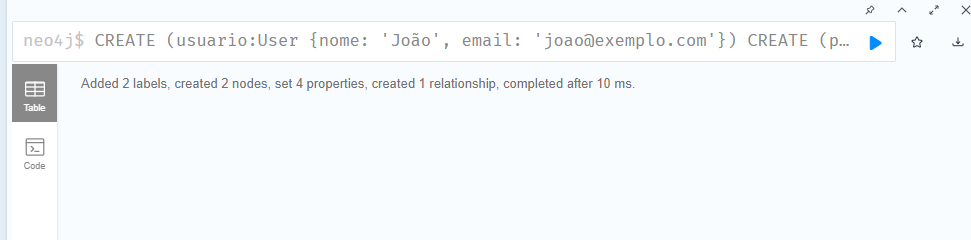 neo4j$ CREATE (usuario:User {nome: 'João', email: 'joao@exemplo.com'}) CREATE (p…
Table
Added 2 labels, created 2 nodes, set 4 properties, created 1 relationship, completed after 10 ms.
Code